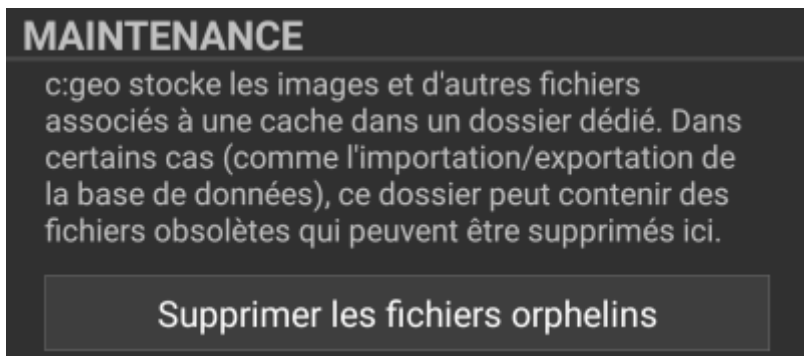 MAINTENANCE
c:geo stocke les images et d'autres fichiers
associés à une cache dans un dossier dédié. Dans
certains cas (comme l'importation/exportation de
la base de données), ce dossier peut contenir des
fichiers obsolètes qui peuvent être supprimés ici.
Supprimer les fichiers orphelins